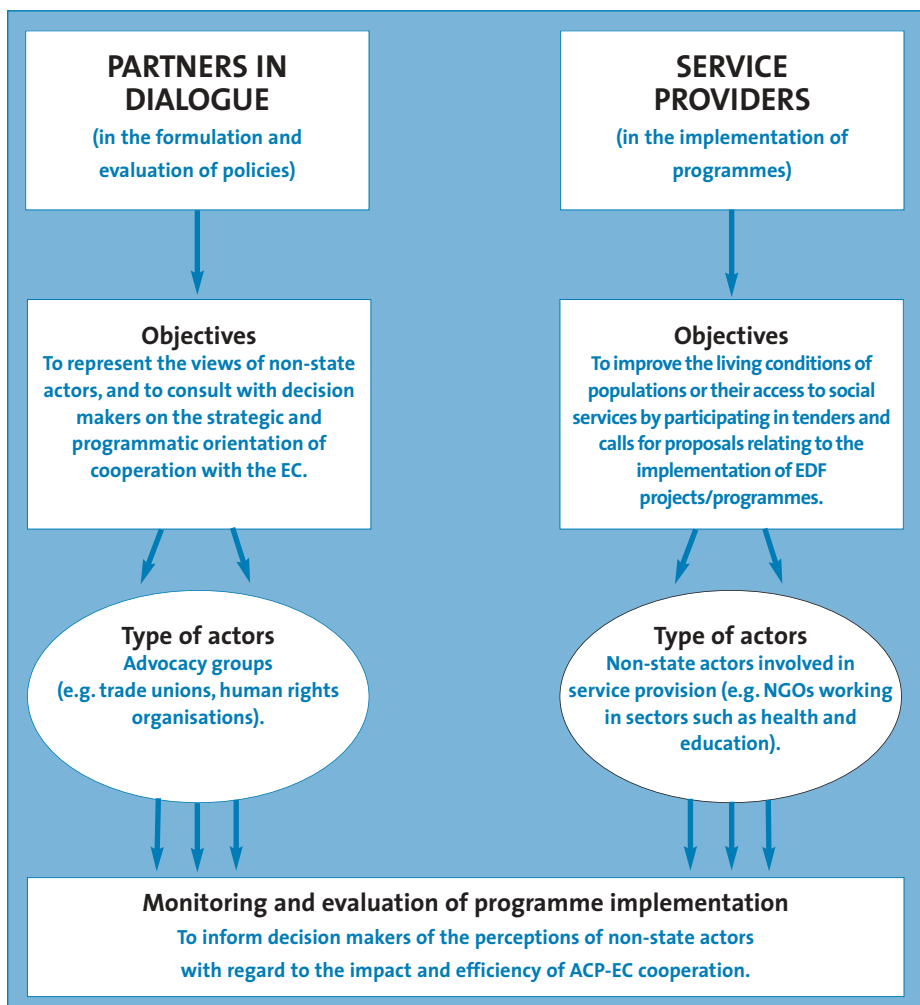 PARTNERS IN
DIALOGUE
(in the formulation and
evaluation of policies)
SERVICE
PROVIDERS
(in the implementation of
programmes)
Objectives
To represent the views of non-state
actors, and to consult with decision
makers on the strategic and
programmatic orientation of
cooperation with the EC.
Objectives
To improve the living conditions of
populations or their access to social
services by participating in tenders and
calls for proposals relating to the
implementation of EDF
projects/programmes.
Type of actors
Advocacy groups
(e.g. trade unions, human rights
organisations).
Type of actors
Non-state actors involved in
service provision (e.g. NGOs working
in sectors such as health and
education).
Monitoring and evaluation of programme implementation
To inform decision makers of the perceptions of non-state actors
with regard to the impact and efficiency of ACP-EC cooperation.